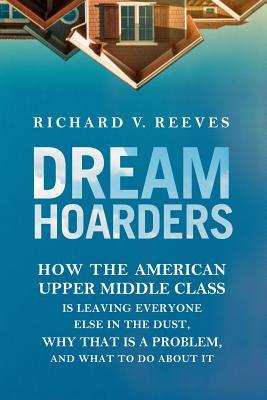 RICHARD V. REEVES
DREAM
HOARDERS
HOW THE AMERICAN
UPPER MIDDLE CLASS
IS LEAVING EVERYONE
ELSE IN THE DUST,
WHY THAT IS A PROBLEM,
AND WHAT TO DO ABOUT IT